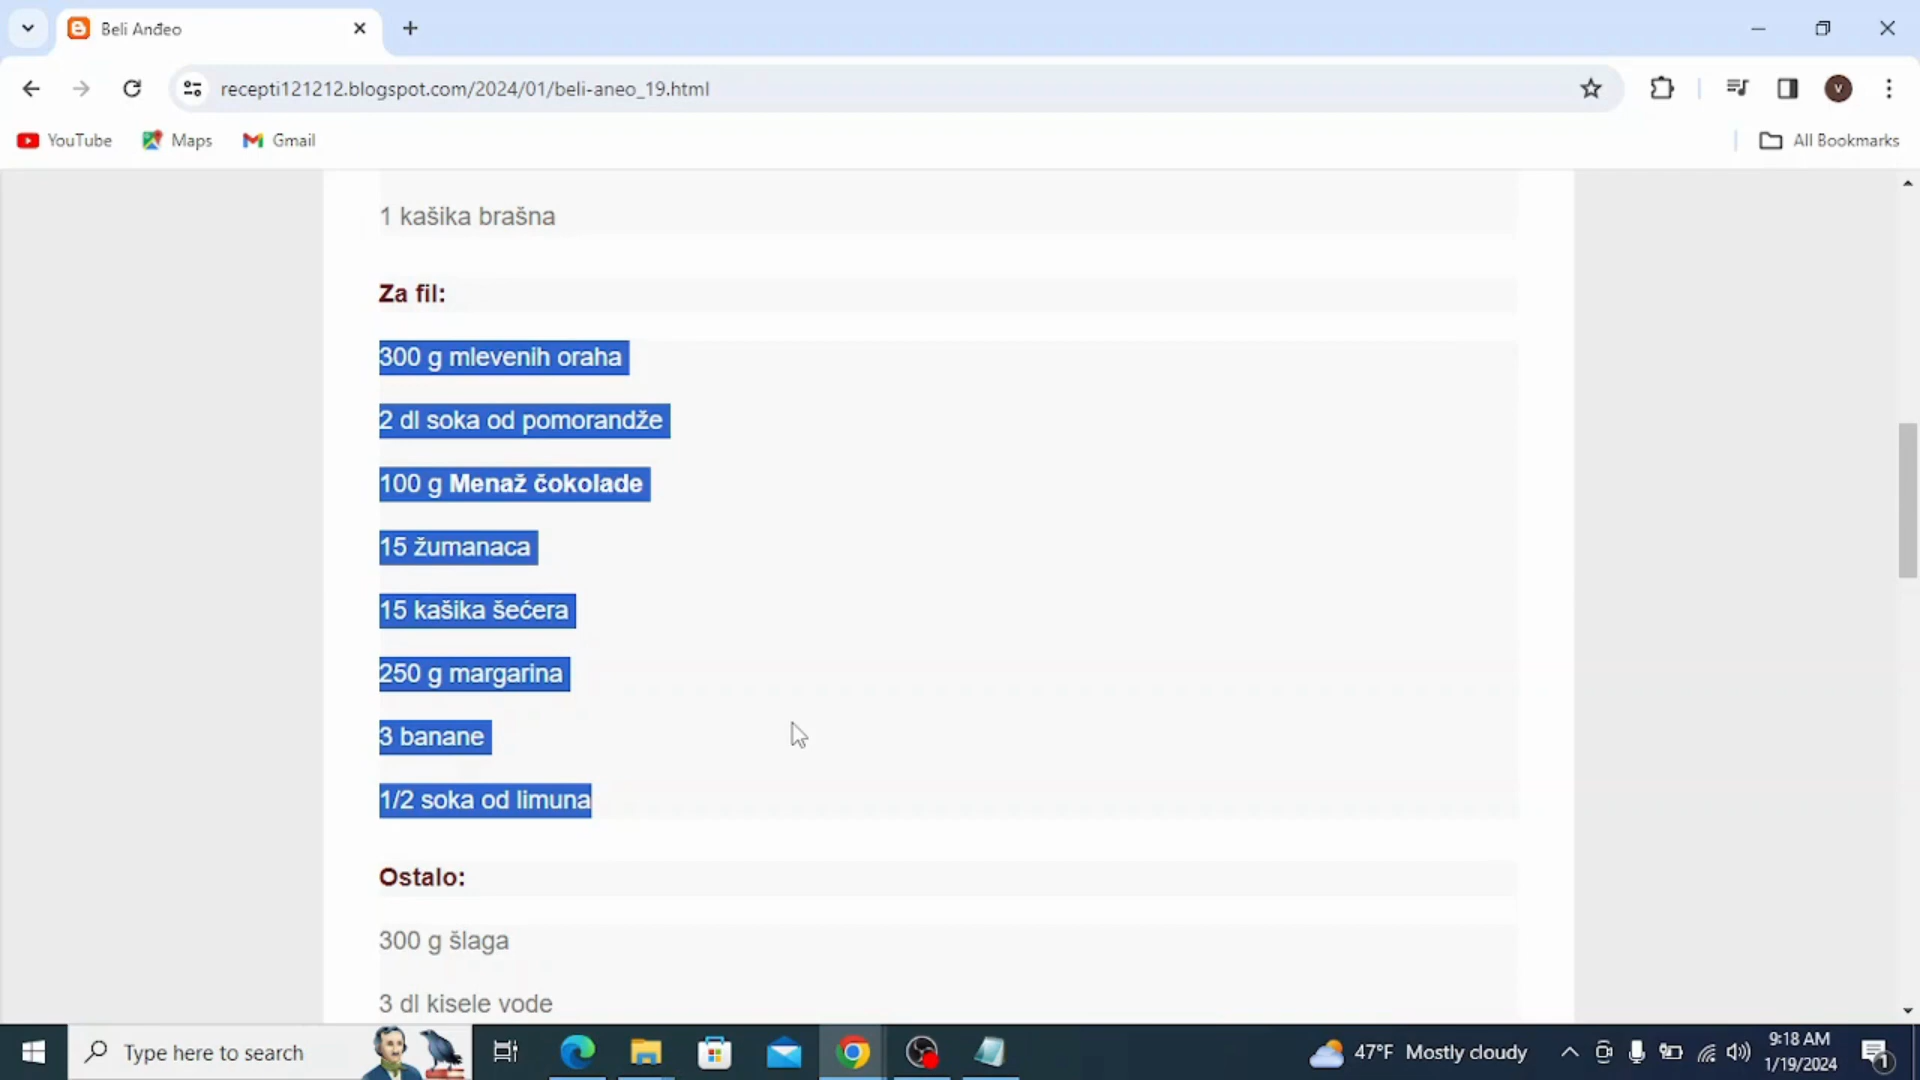 Beli Anđeo
recepti121212.blogspot.com/2024/01/beli-aneo_19.html
V
YouTube
Maps
Gmail
All Bookmarks
1 kašika brašna
Za fil:
300 g mlevenih oraha
2 dl soka od pomorandže
100 g Menaž čokolade
15 žumanaca
15 kašika šećera
250 g margarina
3 banane
1/2 soka od limuna
Ostalo:
300 g šlaga
3 dl kisele vode
Type here to search
47°F Mostly cloudy
9:18 AM
1/19/2024
1